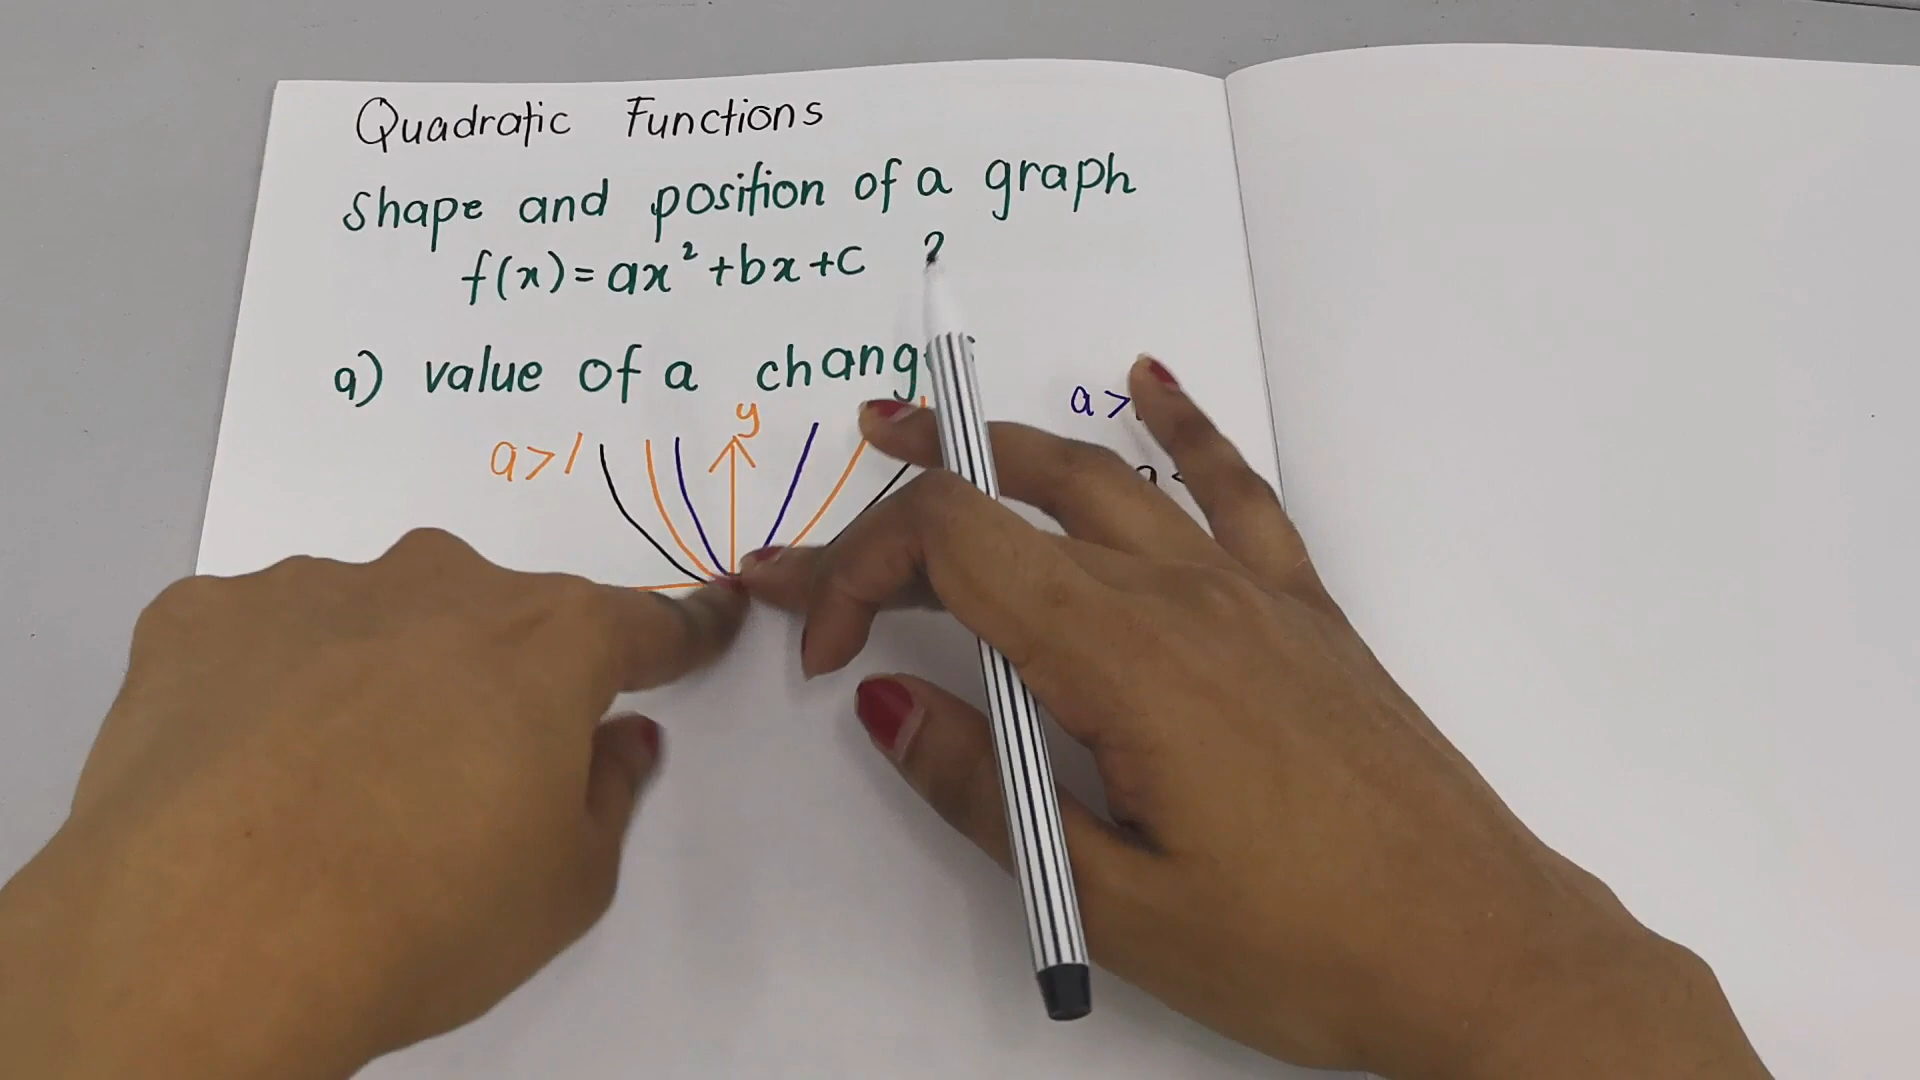 Quadratic Functions
Shape and position of a graph
f(x) = ax² + bx + c ?
a) value of a
y
a >
a > 1
a <